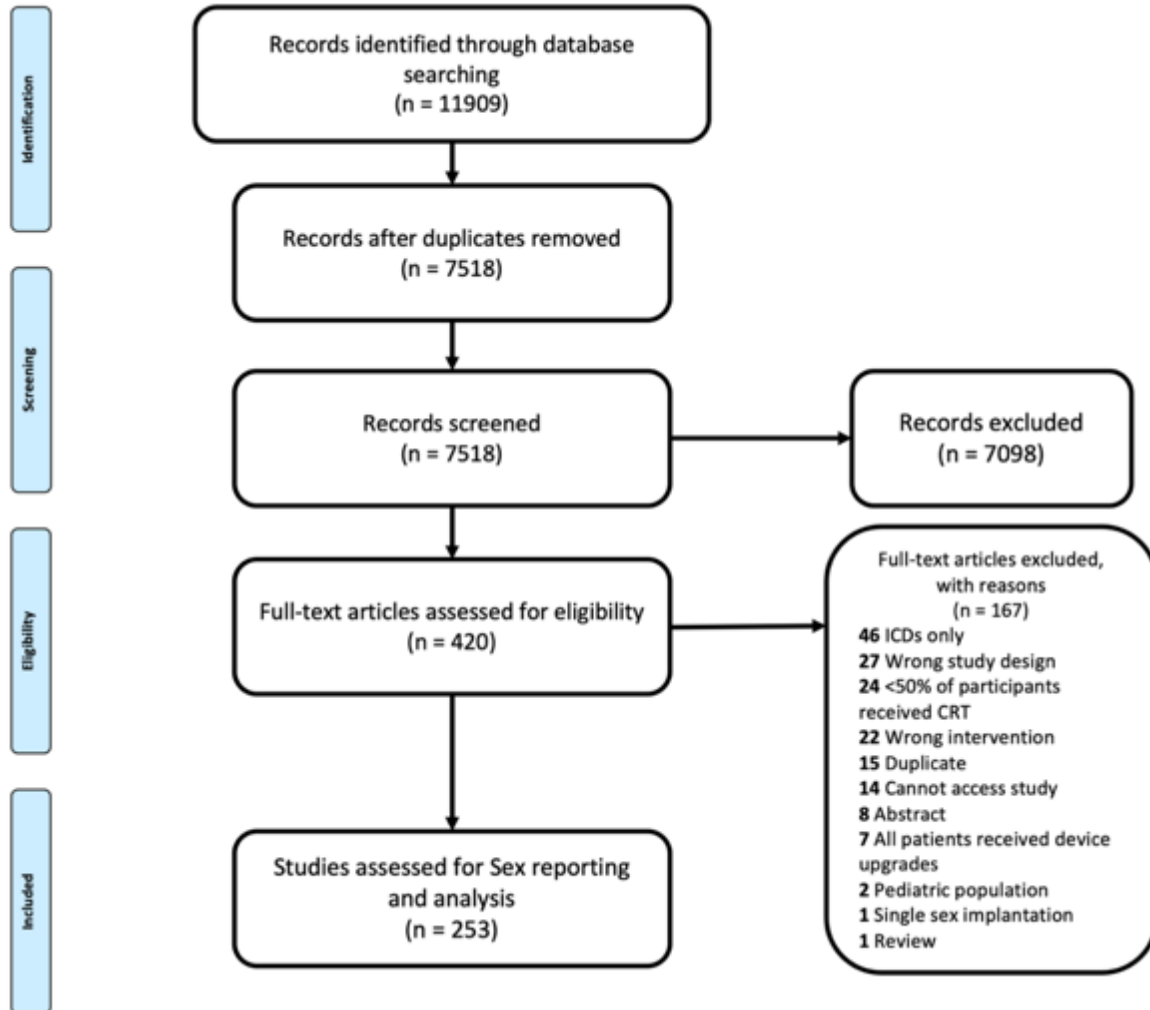 Identification
Records identified through database
searching
(n = 11909)
Records after duplicates removed
(n = 7518)
Screening
Records screened
(n = 7518)
Records excluded
(n = 7098)
Eligibility
Full-text articles assessed for eligibility
(n = 420)
Full-text articles excluded,
with reasons
(n = 167)
46 ICDs only
27 Wrong study design
24 <50% of participants
received CRT
22 Wrong intervention
15 Duplicate
14 Cannot access study
8 Abstract
7 All patients received device
upgrades
2 Pediatric population
1 Single sex implantation
1 Review
Included
Studies assessed for Sex reporting
and analysis
(n = 253)